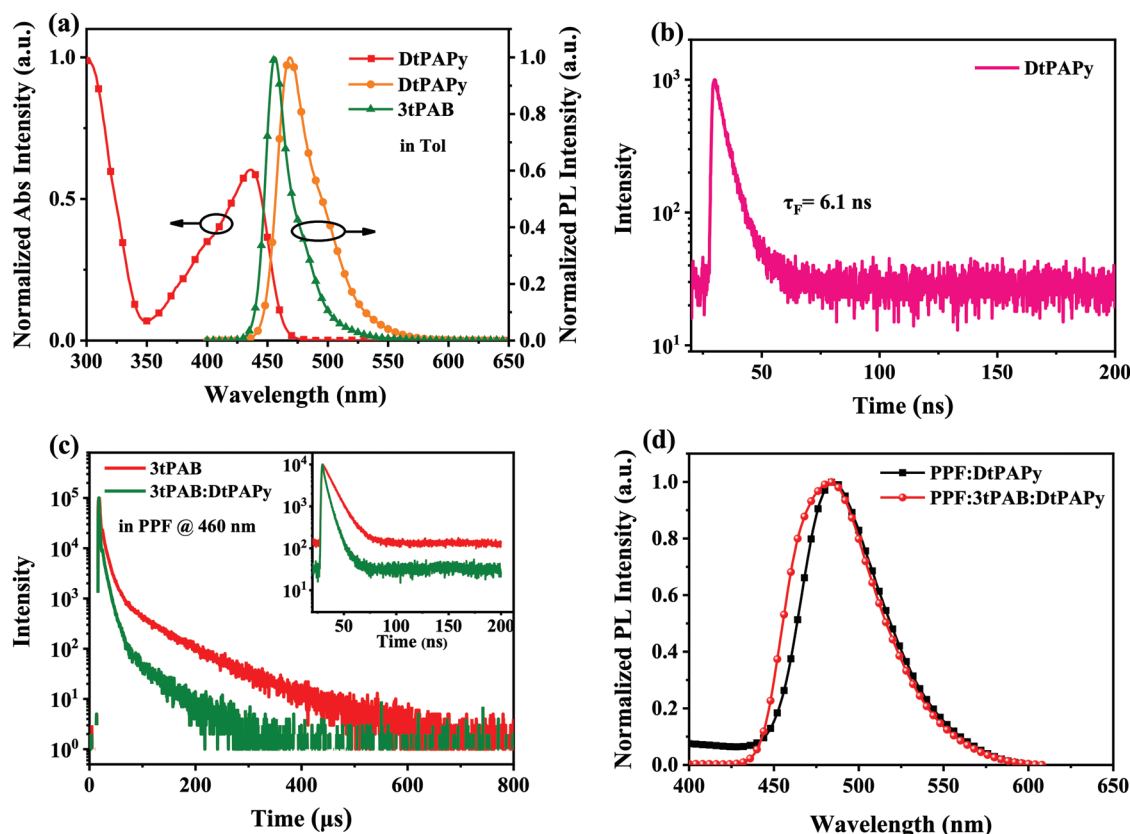 (a)
Normalized Abs Intensity (a.u.)
1.0
0.5
0.0
300 350 400 450 500 550 600 650
Wavelength (nm)
1.0
0.8
0.6
0.4
0.2
0.0
Normalized PL Intensity (a.u.)
DtPAPy
DtPAPy
3tPAB
in Tol
(b)
Intensity
10³
10²
10¹
50 100 150 200
Time (ns)
DtPAPy
τF= 6.1 ns
(c)
Intensity
10⁵
10⁴
10³
10²
10¹
10⁰
0 200 400 600 800
Time (μs)
3tPAB
3tPAB:DtPAPy
in PPF @ 460 nm
10⁴
10³
10²
10¹
50 100 150 200
Time (ns)
(d)
Normalized PL Intensity (a.u.)
1.0
0.8
0.6
0.4
0.2
0.0
400 450 500 550 600 650
Wavelength (nm)
PPF:DtPAPy
PPF:3tPAB:DtPAPy